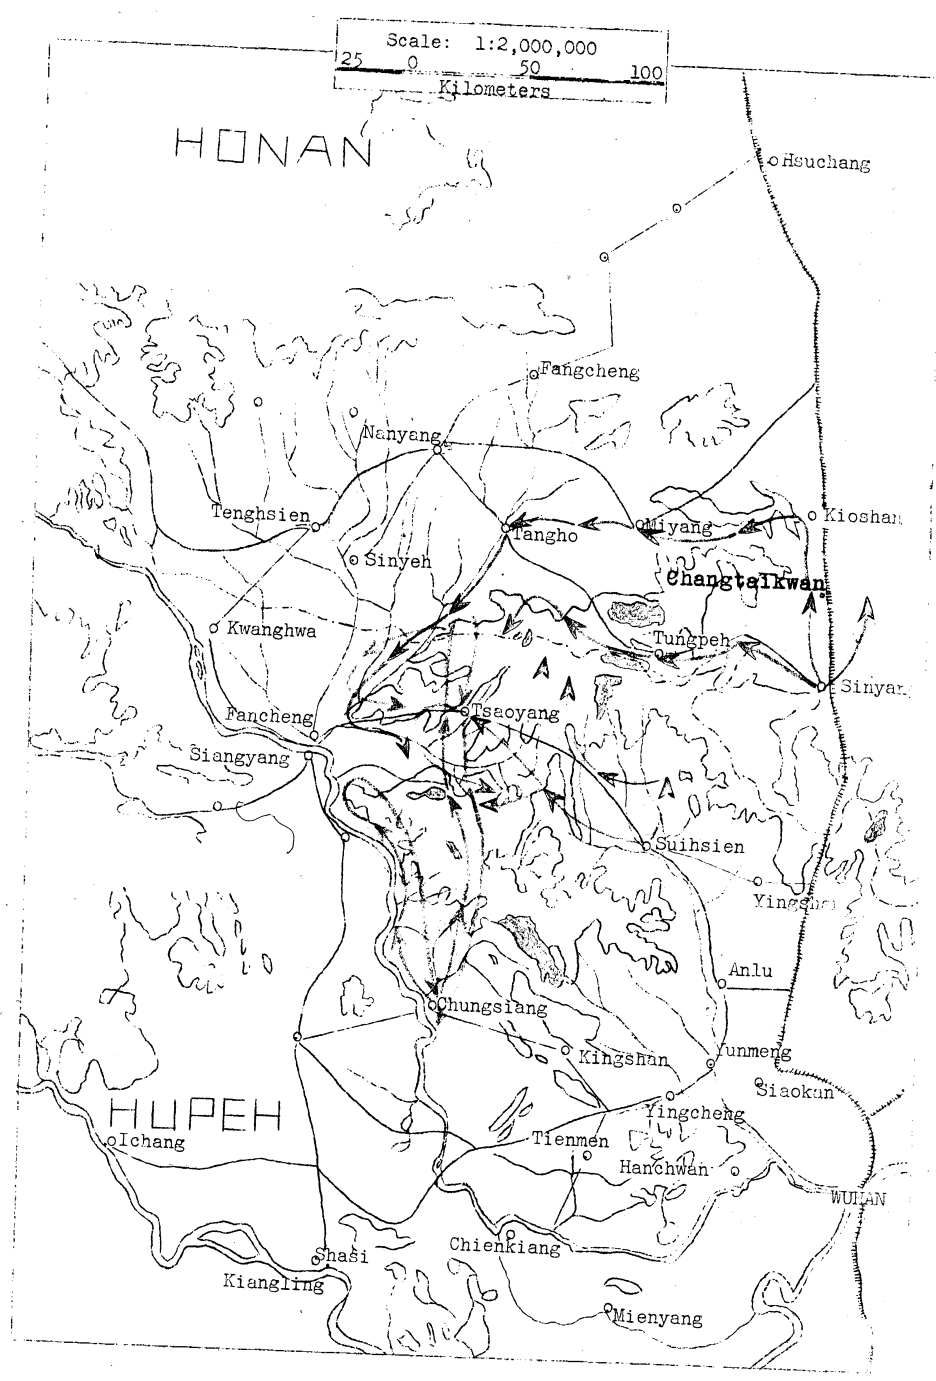 Scale: 1:2,000,000
25 0 50 100
Kilometers
HONAN
Hsuchang
Fangcheng
Nanyang
Tenghsien
Tangho
Miyang
Kioshan
Sinyeh
Changtaikwan
Kwanghwa
Tungpeh
Sinyan
Fancheng
Tsaoyang
Siangyang
Suihsien
Yingshan
Anlu
Chungsiang
Kingshan
Yunmeng
Siaokan
HUPEH
Yingcheng
Ichang
Tienmen
Hanchwan
WUHAN
Chienkiang
Shasi
Kiangling
Mienyang